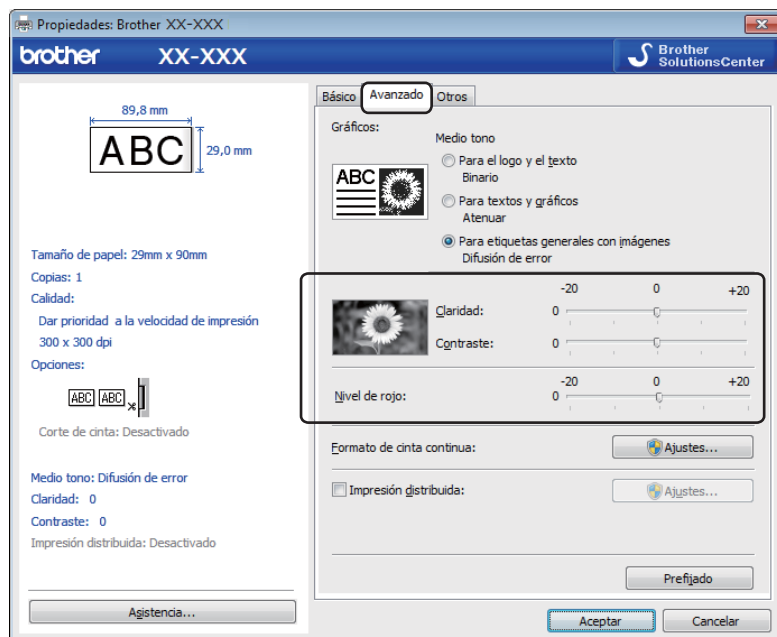 Propiedades: Brother XX-XXX
brother XX-XXX
Brother
SolutionsCenter
89,8 mm
ABC
29,0 mm
Tamaño de papel: 29mm x 90mm
Copias: 1
Calidad:
Dar prioridad a la velocidad de impresión
300 x 300 dpi
Opciones:
ABC ABC
Corte de cinta: Desactivado
Medio tono: Difusión de error
Claridad: 0
Contraste: 0
Impresión distribuida: Desactivado
Asistencia...
Básico Avanzado Otros
Gráficos:
ABC
Medio tono
Para el logo y el texto
Binario
Para textos y gráficos
Atenuar
Para etiquetas generales con imágenes
Difusión de error
-20 0 +20
Claridad: 0
Contraste: 0
-20 0 +20
Nivel de rojo: 0
Formato de cinta continua: Ajustes...
Impresión distribuida: Ajustes...
Prefijado
Aceptar Cancelar